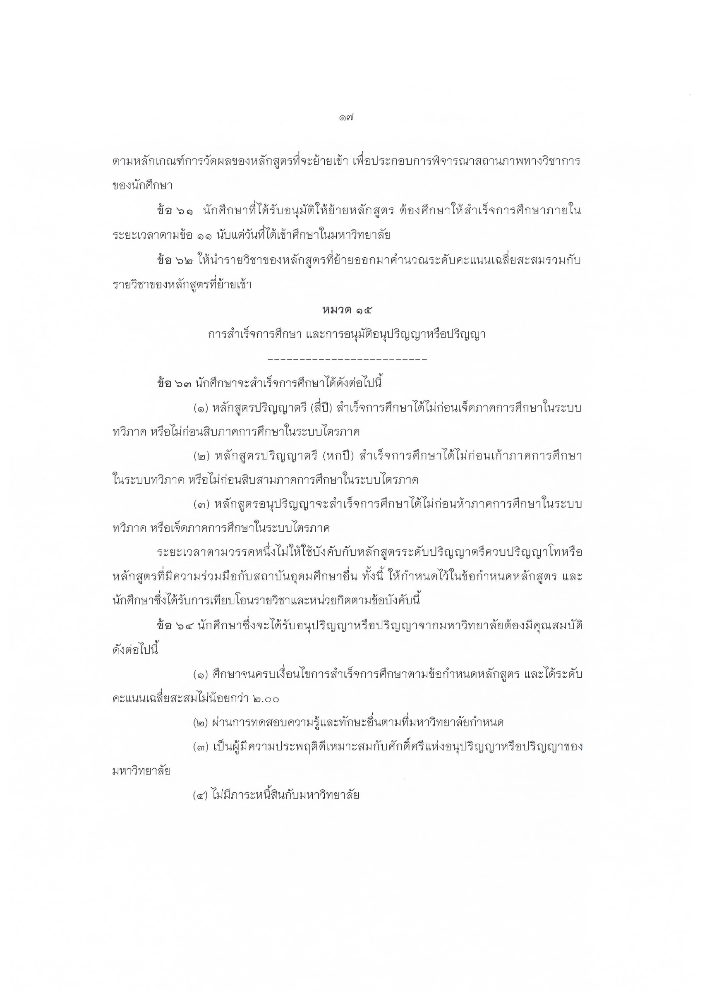 ๑๗
ตามหลักเกณฑ์การวัดผลของหลักสูตรที่จะย้ายเข้า เพื่อประกอบการพิจารณาสถานภาพทางวิชาการ
ของนักศึกษา
ข้อ ๖๑ นักศึกษาที่ได้รับอนุมัติให้ย้ายหลักสูตร ต้องศึกษาให้สำเร็จการศึกษาภายใน
ระยะเวลาตามข้อ ๑๑ นับแต่วันที่ได้เข้าศึกษาในมหาวิทยาลัย
ข้อ ๖๒ ให้นำรายวิชาของหลักสูตรที่ย้ายออกมาคำนวณระดับคะแนนเฉลี่ยสะสมรวมกับ
รายวิชาของหลักสูตรที่ย้ายเข้า
หมวด ๑๕
การสำเร็จการศึกษา และการอนุมัติอนุปริญญาหรือปริญญา
-------------------------
ข้อ ๖๓ นักศึกษาจะสำเร็จการศึกษาได้ดังต่อไปนี้
(๑) หลักสูตรปริญญาตรี (สี่ปี) สำเร็จการศึกษาได้ไม่ก่อนเจ็ดภาคการศึกษาในระบบ
ทวิภาค หรือไม่ก่อนสิบภาคการศึกษาในระบบไตรภาค
(๒) หลักสูตรปริญญาตรี (หกปี) สำเร็จการศึกษาได้ไม่ก่อนเก้าภาคการศึกษา
ในระบบทวิภาค หรือไม่ก่อนสิบสามภาคการศึกษาในระบบไตรภาค
(๓) หลักสูตรอนุปริญญาจะสำเร็จการศึกษาได้ไม่ก่อนห้าภาคการศึกษาในระบบ
ทวิภาค หรือเจ็ดภาคการศึกษาในระบบไตรภาค
ระยะเวลาตามวรรคหนึ่งไม่ให้ใช้บังคับกับหลักสูตรระดับปริญญาตรีควบปริญญาโทหรือ
หลักสูตรที่มีความร่วมมือกับสถาบันอุดมศึกษาอื่น ทั้งนี้ ให้กำหนดไว้ในข้อกำหนดหลักสูตร และ
นักศึกษาซึ่งได้รับการเทียบโอนรายวิชาและหน่วยกิตตามข้อบังคับนี้
ข้อ ๖๔ นักศึกษาซึ่งจะได้รับอนุปริญญาหรือปริญญาจากมหาวิทยาลัยต้องมีคุณสมบัติ
ดังต่อไปนี้
(๑) ศึกษาจนครบเงื่อนไขการสำเร็จการศึกษาตามข้อกำหนดหลักสูตร และได้ระดับ
คะแนนเฉลี่ยสะสมไม่น้อยกว่า ๒.๐๐
(๒) ผ่านการทดสอบความรู้และทักษะอื่นตามที่มหาวิทยาลัยกำหนด
(๓) เป็นผู้มีความประพฤติดีเหมาะสมกับศักดิ์ศรีแห่งอนุปริญญาหรือปริญญาของ
มหาวิทยาลัย
(๔) ไม่มีภาระหนี้สินกับมหาวิทยาลัย